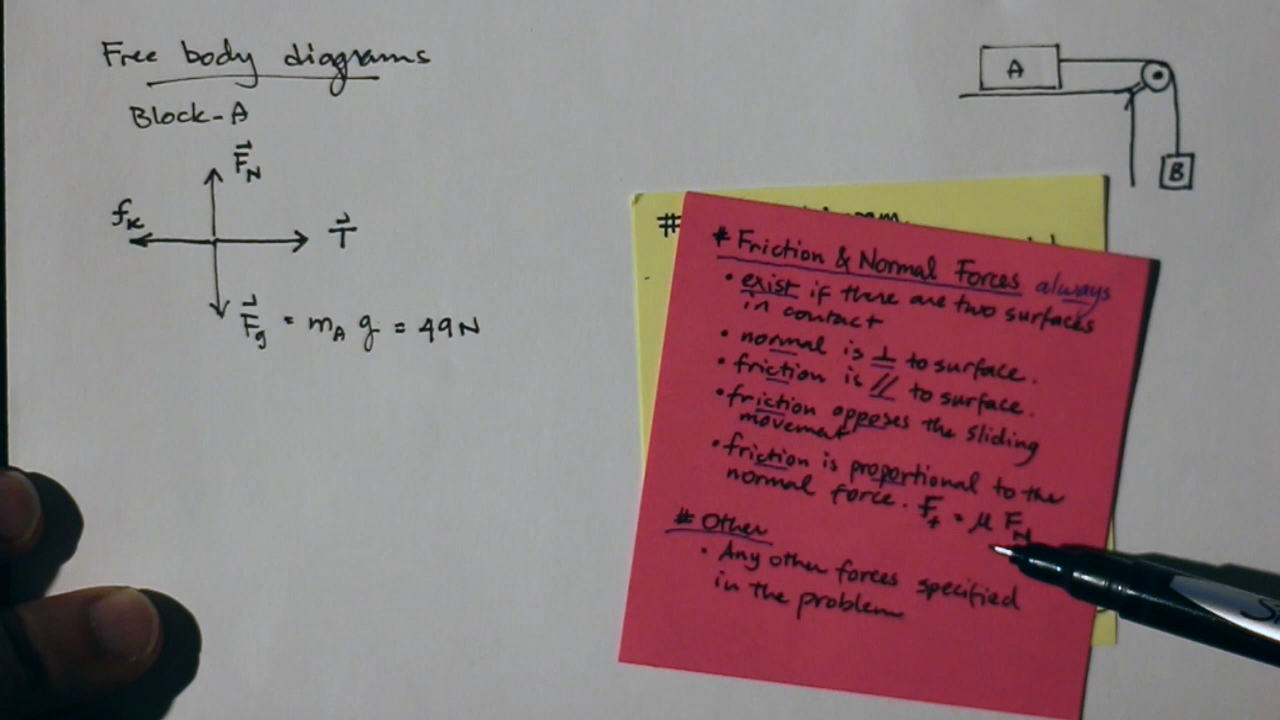 Free body diagrams
Block-A
F_N
f_K
T
F_g = m_A g = 49N
A
B
#
# Friction & Normal Forces always
• exist if there are two surfaces
in contact
• normal is ⊥ to surface.
• friction is // to surface.
• friction opposes the sliding
movement
• friction is proportional to the
normal force. F_f = μ F_N
# Other
• Any other forces specified
in the problem